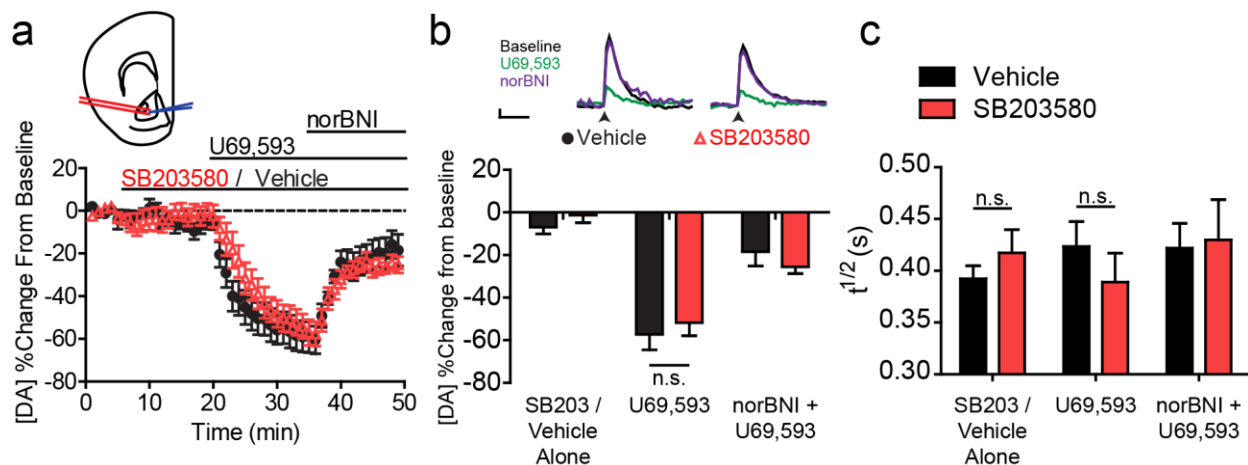 a
norBNI
U69,593
SB203580 / Vehicle
[DA] %Change From Baseline
20
0
-20
-40
-60
-80
0 10 20 30 40 50
Time (min)
b
Baseline
U69,593
norBNI
Vehicle SB203580
[DA] %Change from baseline
20
0
-20
-40
-60
-80
n.s.
SB203 /
Vehicle
Alone
U69,593
norBNI +
U69,593
c
Vehicle
SB203580
t1/2 (s)
0.50
0.45
0.40
0.35
0.30
n.s. n.s.
SB203 /
Vehicle
Alone
U69,593
norBNI +
U69,593